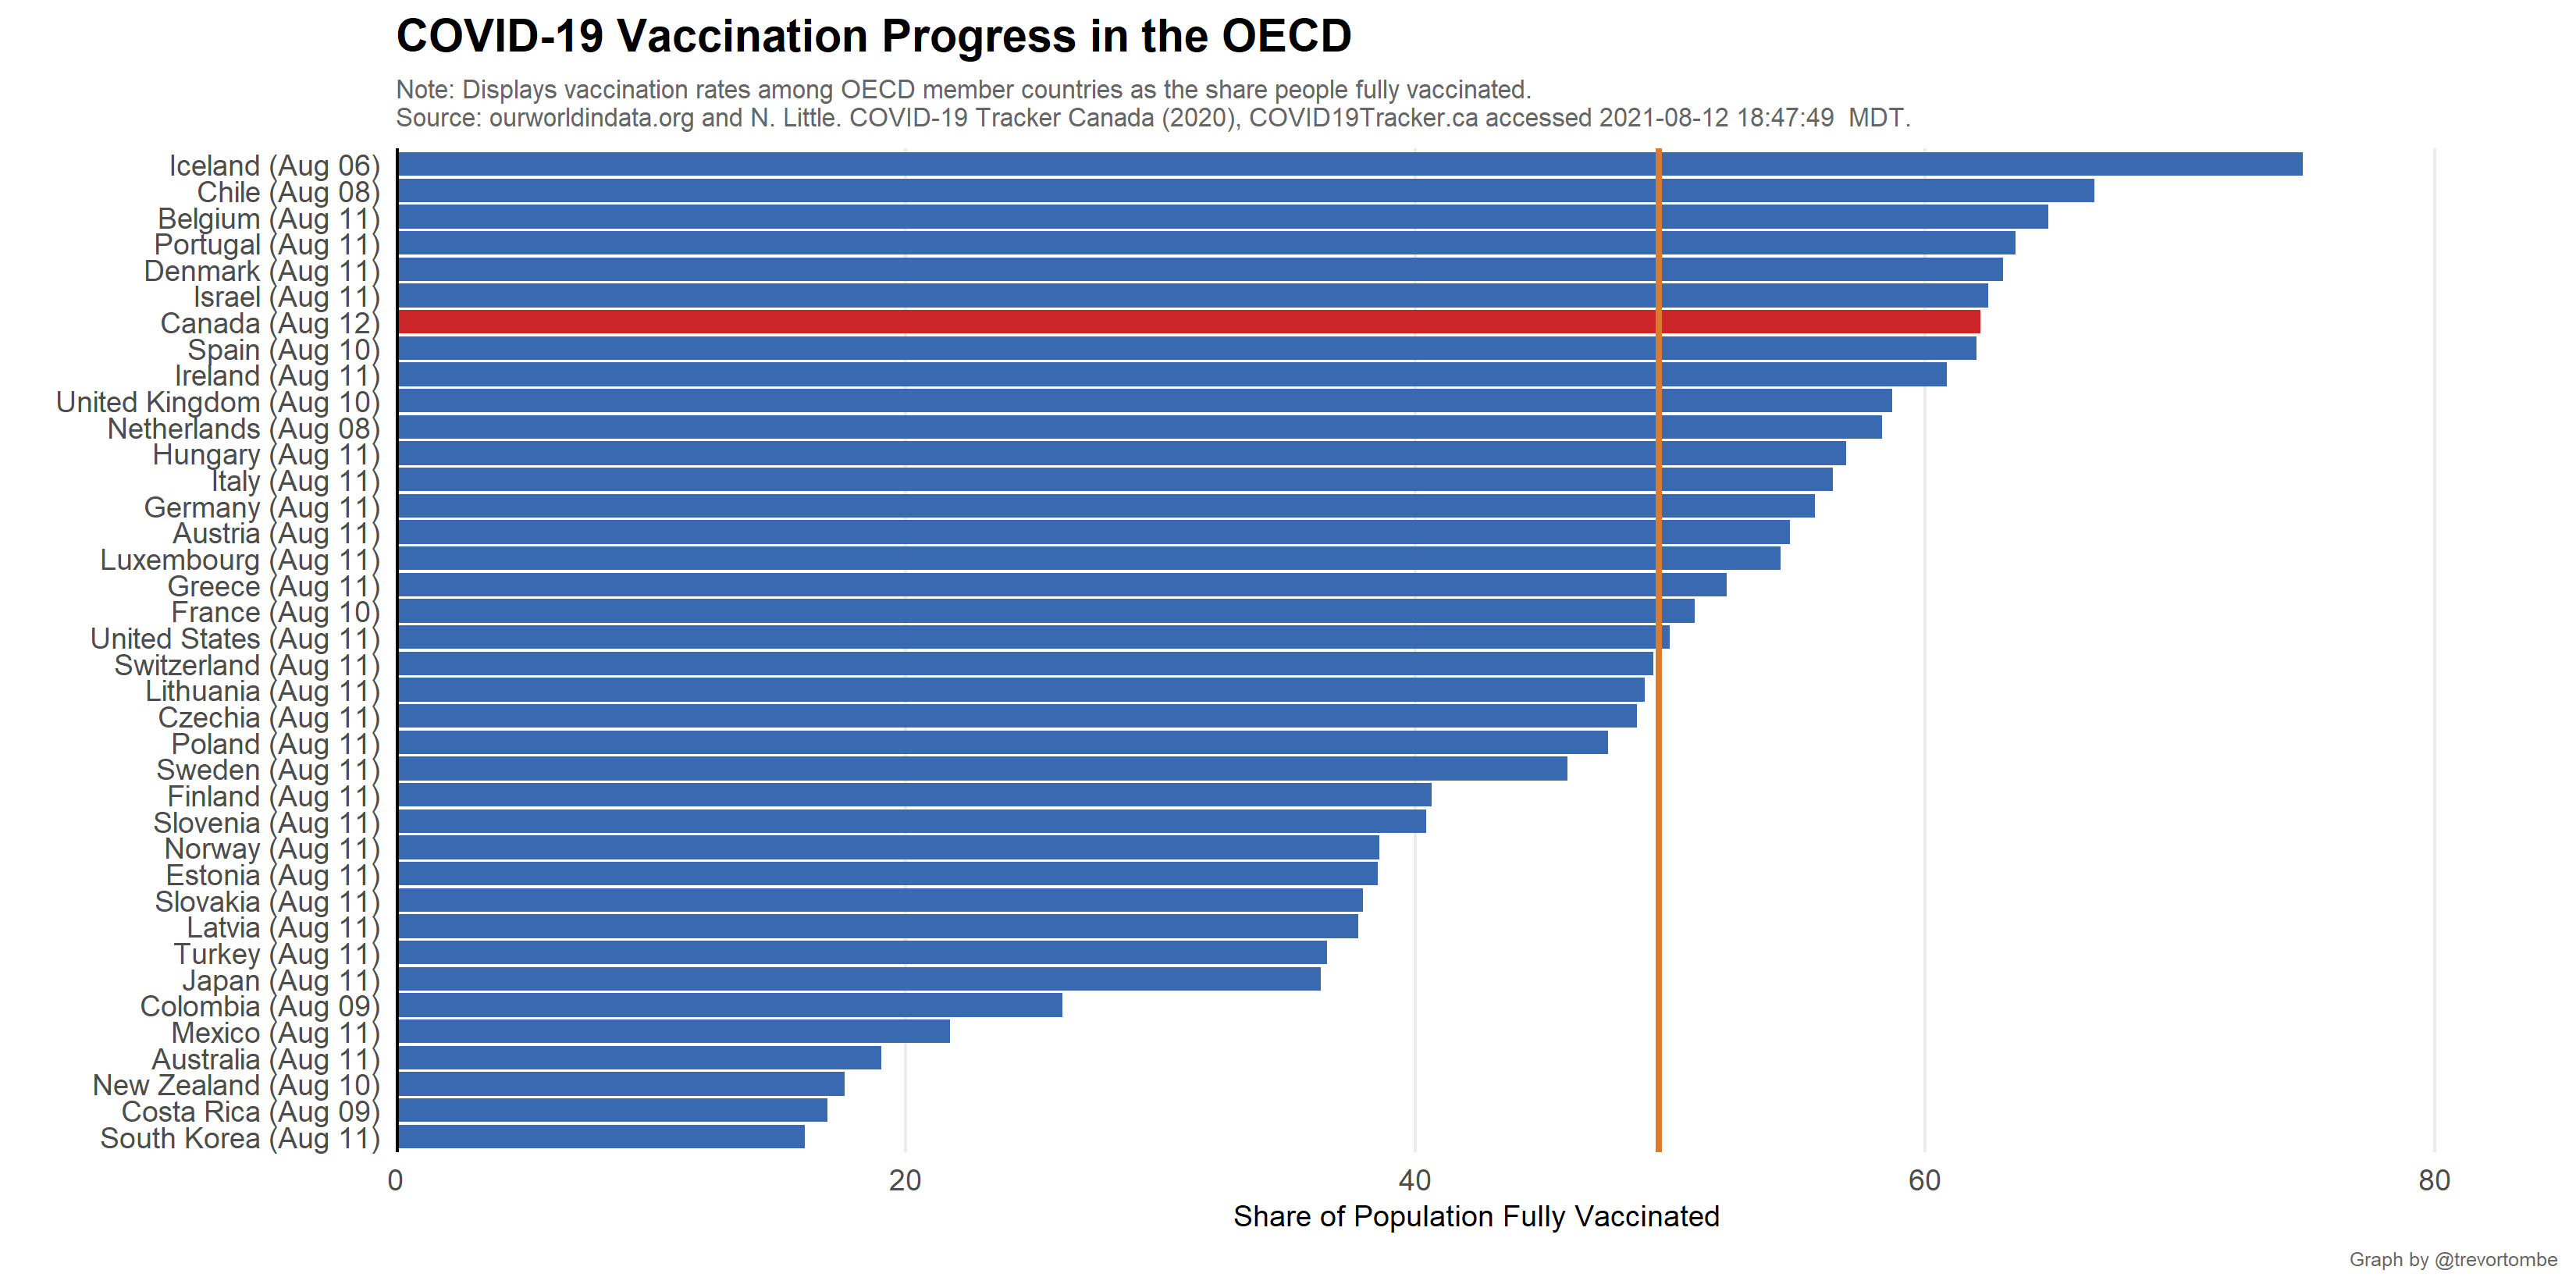 COVID-19 Vaccination Progress in the OECD
Note: Displays vaccination rates among OECD member countries as the share people fully vaccinated.
Source: ourworldindata.org and N. Little. COVID-19 Tracker Canada (2020), COVID19Tracker.ca accessed 2021-08-12 18:47:49  MDT.
Iceland (Aug 06)
Chile (Aug 08)
Belgium (Aug 11)
Portugal (Aug 11)
Denmark (Aug 11)
Israel (Aug 11)
Canada (Aug 12)
Spain (Aug 10)
Ireland (Aug 11)
United Kingdom (Aug 10)
Netherlands (Aug 08)
Hungary (Aug 11)
Italy (Aug 11)
Germany (Aug 11)
Austria (Aug 11)
Luxembourg (Aug 11)
Greece (Aug 11)
France (Aug 10)
United States (Aug 11)
Switzerland (Aug 11)
Lithuania (Aug 11)
Czechia (Aug 11)
Poland (Aug 11)
Sweden (Aug 11)
Finland (Aug 11)
Slovenia (Aug 11)
Norway (Aug 11)
Estonia (Aug 11)
Slovakia (Aug 11)
Latvia (Aug 11)
Turkey (Aug 11)
Japan (Aug 11)
Colombia (Aug 09)
Mexico (Aug 11)
Australia (Aug 11)
New Zealand (Aug 10)
Costa Rica (Aug 09)
South Korea (Aug 11)
0 20 40 60 80
Share of Population Fully Vaccinated
Graph by @trevortombe